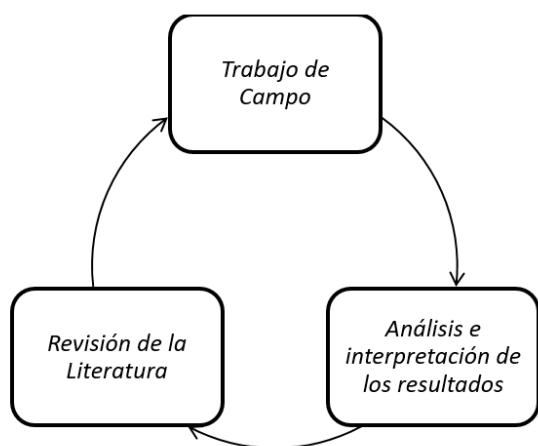 Trabajo de
Campo
Revisión de la
Literatura
Análisis e
interpretación de
los resultados